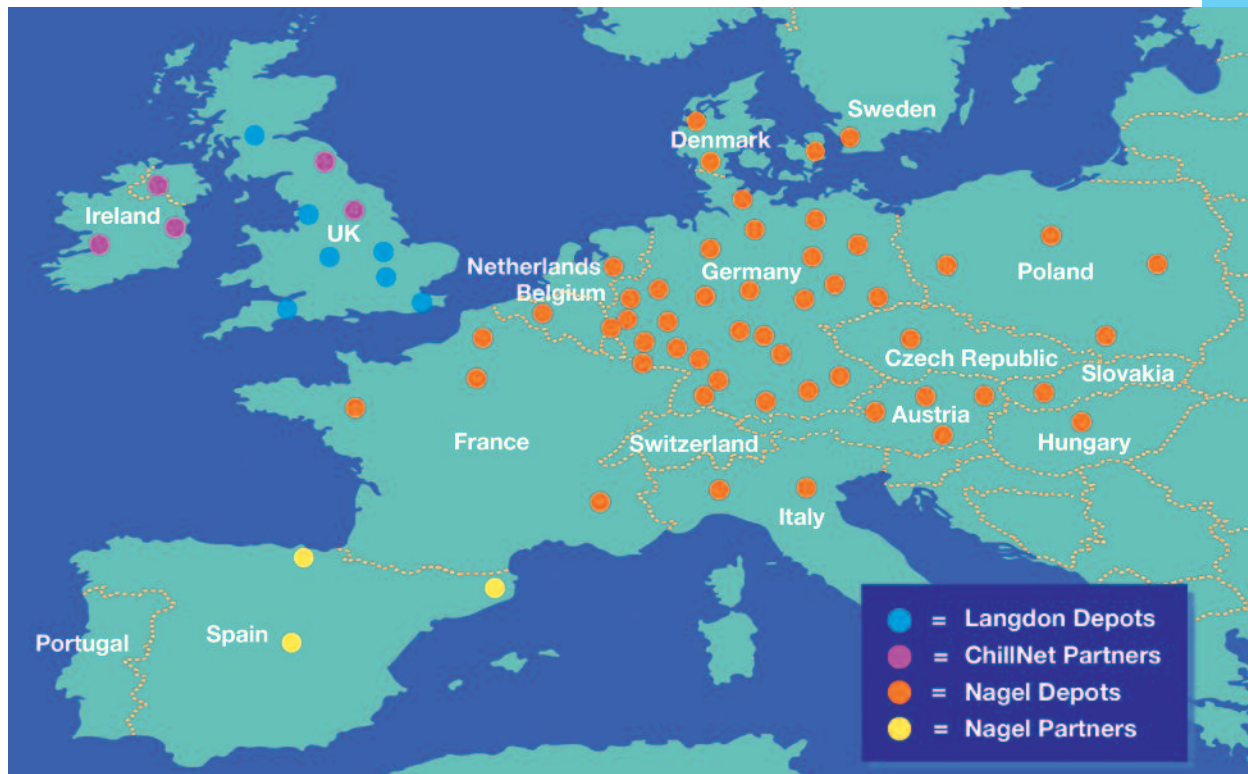 Sweden
Denmark
Ireland
UK
Netherlands
Germany
Poland
Belgium
Czech Republic
Slovakia
Austria
France
Switzerland
Hungary
Italy
Portugal
Spain
= Langdon Depots
= ChillNet Partners
= Nagel Depots
= Nagel Partners